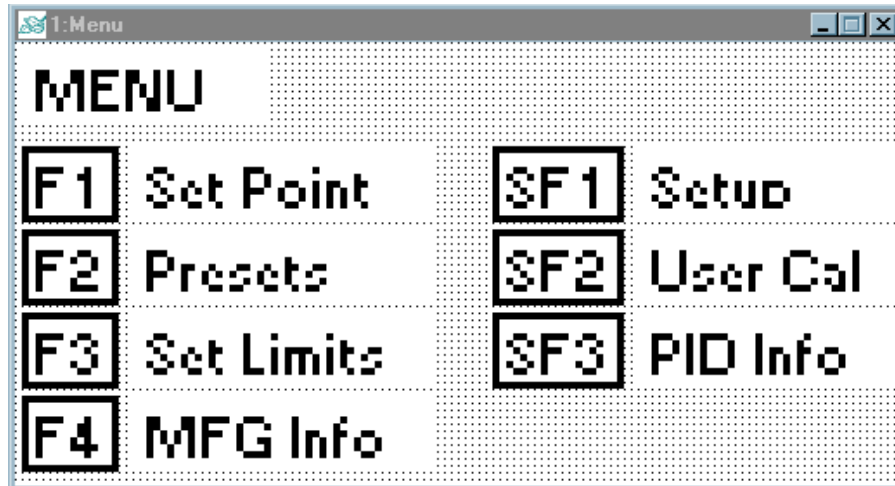 1:Menu
MENU
F1 Set Point SF1 Setup
F2 Presets SF2 User Cal
F3 Set Limits SF3 PID Info
F4 MFG Info